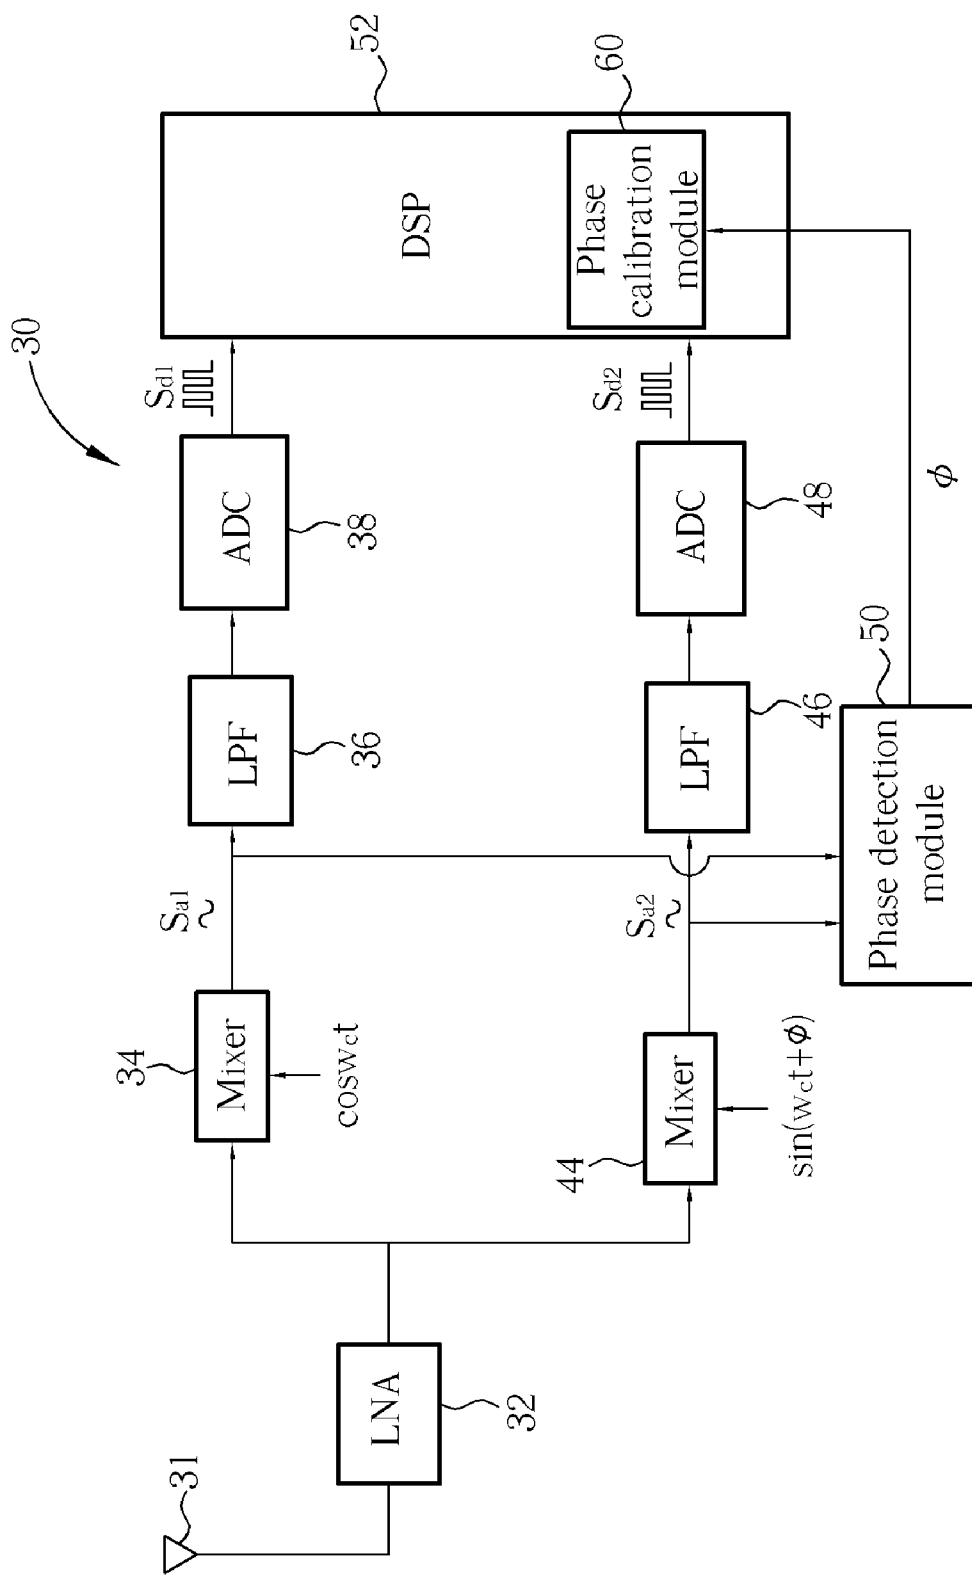 30
31
LNA
32
34
Mixer
coswct
Sa1
LPF
36
ADC
38
Sd1
DSP
52
44
Mixer
sin(wct+ϕ)
Sa2
LPF
46
ADC
48
Sd2
Phase
calibration
module
60
Phase detection
module
50
ϕ